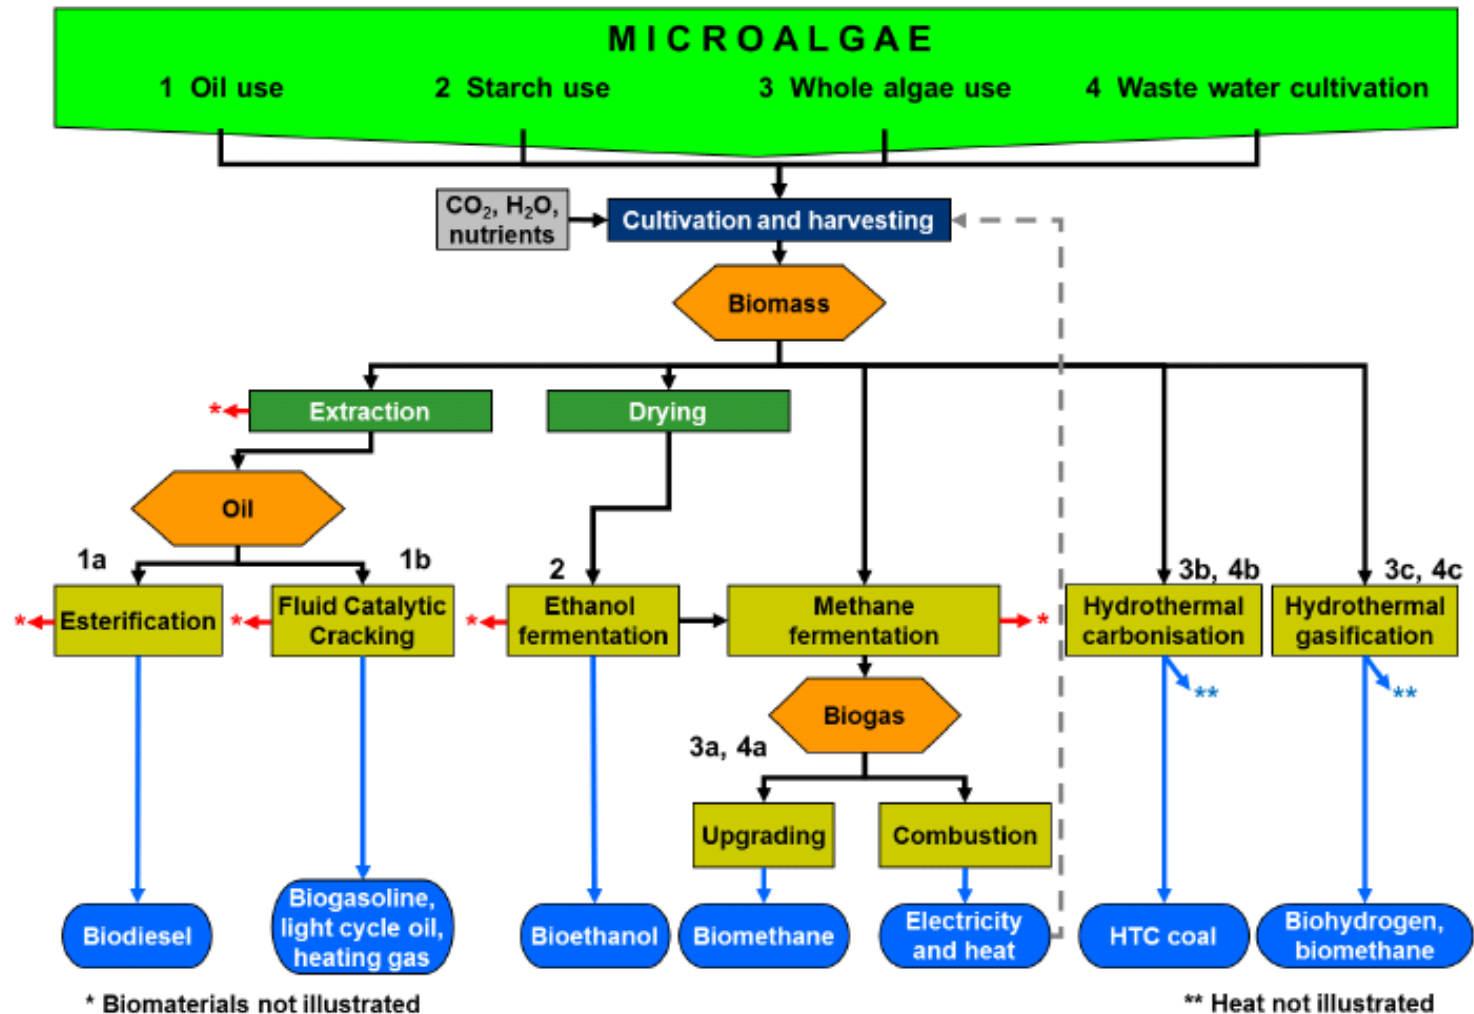 MICROALGAE
1 Oil use
2 Starch use
3 Whole algae use
4 Waste water cultivation
CO₂, H₂O,
nutrients
Cultivation and harvesting
Biomass
* Extraction
Drying
Oil
1a
1b
2
3b, 4b
3c, 4c
* Esterification
* Fluid Catalytic
Cracking
* Ethanol
fermentation
Methane
fermentation *
Hydrothermal
carbonisation
Hydrothermal
gasification
**
**
Biogas
3a, 4a
Upgrading
Combustion
Biodiesel
Biogasoline,
light cycle oil,
heating gas
Bioethanol
Biomethane
Electricity
and heat
HTC coal
Biohydrogen,
biomethane
* Biomaterials not illustrated
** Heat not illustrated